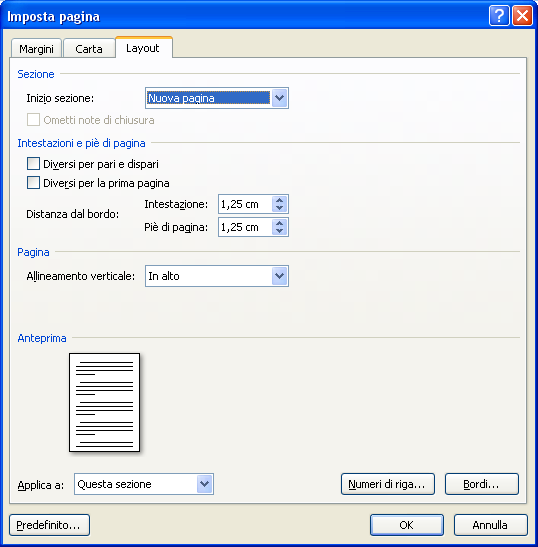 Imposta pagina
Margini
Carta
Layout
Sezione
Inizio sezione:
Nuova pagina
Ometti note di chiusura
Intestazioni e piè di pagina
Diversi per pari e dispari
Diversi per la prima pagina
Distanza dal bordo:
Intestazione:
1,25 cm
Piè di pagina:
1,25 cm
Pagina
Allineamento verticale:
In alto
Anteprima
Applica a:
Questa sezione
Numeri di riga...
Bordi...
Predefinito...
OK
Annulla